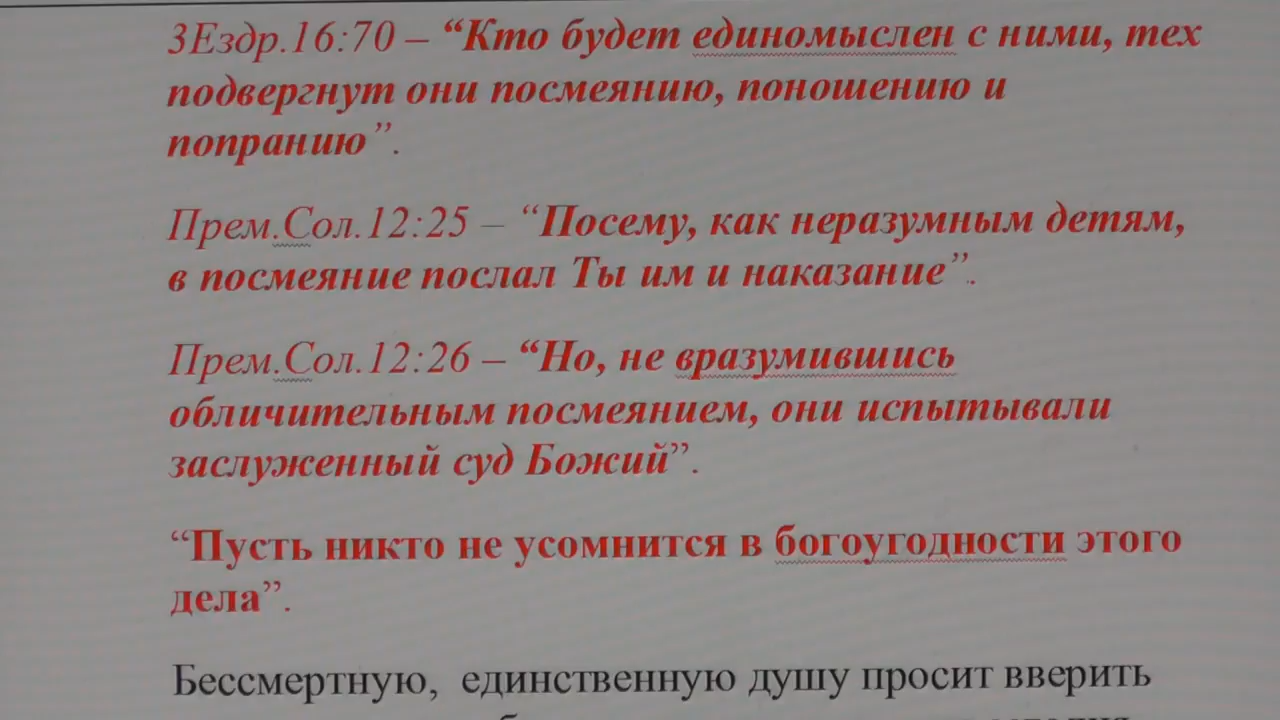 3Ездр.16:70 – “Кто будет единомыслен с ними, тех
подвергнут они посмеянию, поношению и
попранию”.
Прем.Сол.12:25 – “Посему, как неразумным детям,
в посмеяние послал Ты им и наказание”.
Прем.Сол.12:26 – “Но, не вразумившись
обличительным посмеянием, они испытывали
заслуженный суд Божий”.
“Пусть никто не усомнится в богоугодности этого
дела”.
Бессмертную, единственную душу просит вверить